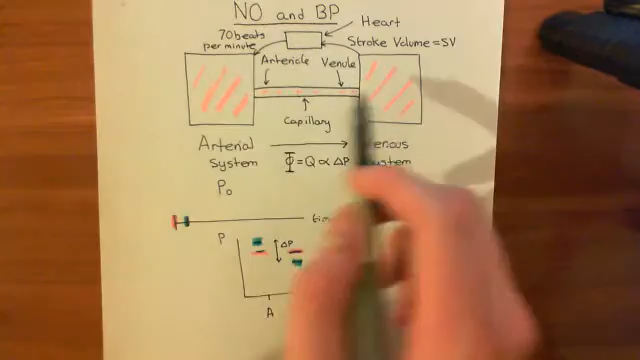 NO and BP
Heart
70 beats
per minute
Stroke Volume = SV
Arteriole
Venule
Capillary
Arterial
System
P₀
Φ = Q ∝ ΔP
P
ΔP
A